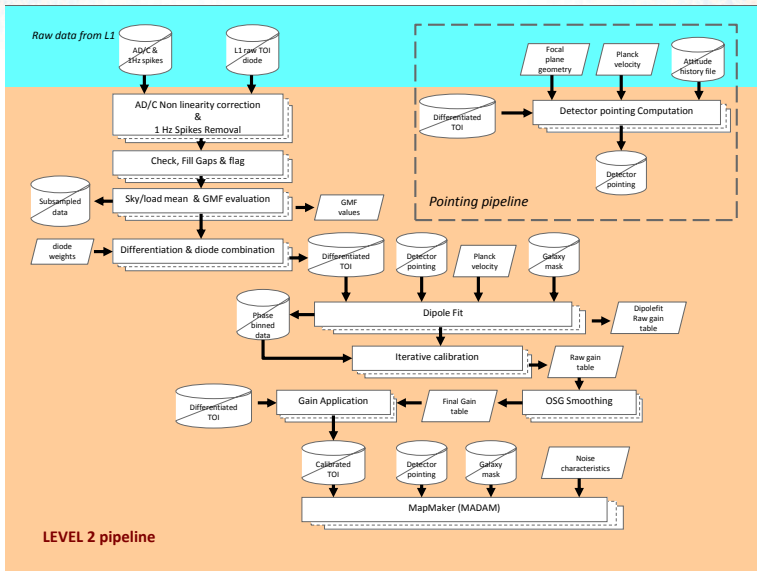 Raw data from L1
AD/C &
1Hz spikes
L1 raw TOI
diode
Focal
plane
geometry
Planck
velocity
Attitude
history file
AD/C Non linearity correction
&
1 Hz Spikes Removal
Differentiated
TOI
Detector pointing Computation
Check, Fill Gaps & flag
Detector
pointing
Subsampled
data
Sky/load mean & GMF evaluation
GMF
values
Pointing pipeline
diode
weights
Differentiation & diode combination
Differentiated
TOI
Detector
pointing
Planck
velocity
Galaxy
mask
Phase
binned
data
Dipole Fit
Dipolefit
Raw gain
table
Iterative calibration
Raw gain
table
Differentiated
TOI
Gain Application
Final Gain
table
OSG Smoothing
Calibrated
TOI
Detector
pointing
Galaxy
mask
Noise
characteristics
MapMaker (MADAM)
LEVEL 2 pipeline